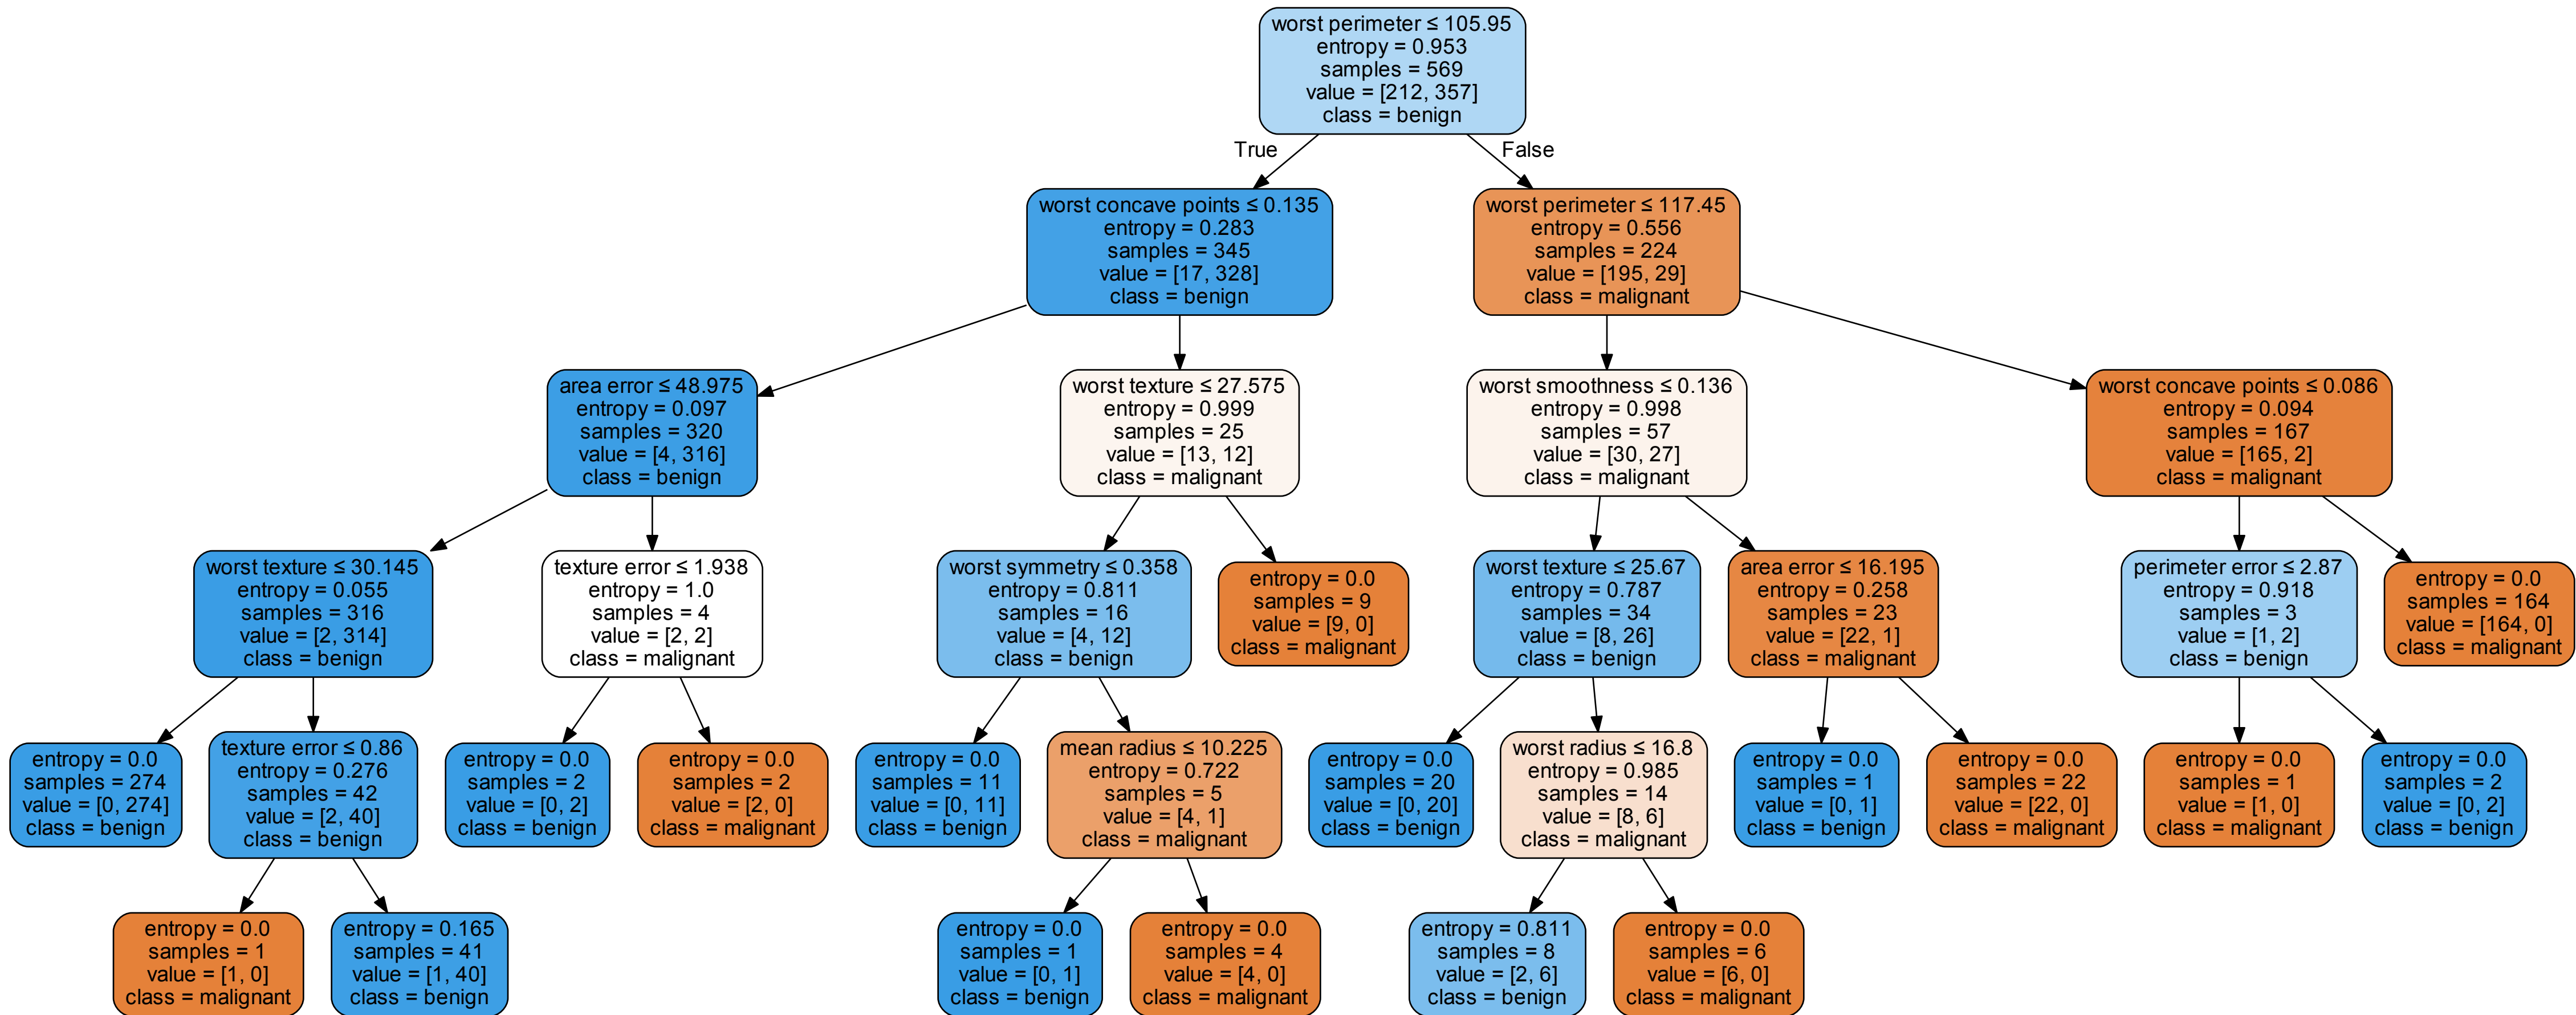 worst perimeter ≤ 105.95
entropy = 0.953
samples = 569
value = [212, 357]
class = benign
True
False
worst concave points ≤ 0.135
entropy = 0.283
samples = 345
value = [17, 328]
class = benign
worst perimeter ≤ 117.45
entropy = 0.556
samples = 224
value = [195, 29]
class = malignant
area error ≤ 48.975
entropy = 0.097
samples = 320
value = [4, 316]
class = benign
worst texture ≤ 27.575
entropy = 0.999
samples = 25
value = [13, 12]
class = malignant
worst smoothness ≤ 0.136
entropy = 0.998
samples = 57
value = [30, 27]
class = malignant
worst concave points ≤ 0.086
entropy = 0.094
samples = 167
value = [165, 2]
class = malignant
worst texture ≤ 30.145
entropy = 0.055
samples = 316
value = [2, 314]
class = benign
texture error ≤ 1.938
entropy = 1.0
samples = 4
value = [2, 2]
class = malignant
worst symmetry ≤ 0.358
entropy = 0.811
samples = 16
value = [4, 12]
class = benign
entropy = 0.0
samples = 9
value = [9, 0]
class = malignant
worst texture ≤ 25.67
entropy = 0.787
samples = 34
value = [8, 26]
class = benign
area error ≤ 16.195
entropy = 0.258
samples = 23
value = [22, 1]
class = malignant
perimeter error ≤ 2.87
entropy = 0.918
samples = 3
value = [1, 2]
class = benign
entropy = 0.0
samples = 164
value = [164, 0]
class = malignant
entropy = 0.0
samples = 274
value = [0, 274]
class = benign
texture error ≤ 0.86
entropy = 0.276
samples = 42
value = [2, 40]
class = benign
entropy = 0.0
samples = 2
value = [0, 2]
class = benign
entropy = 0.0
samples = 2
value = [2, 0]
class = malignant
entropy = 0.0
samples = 11
value = [0, 11]
class = benign
mean radius ≤ 10.225
entropy = 0.722
samples = 5
value = [4, 1]
class = malignant
entropy = 0.0
samples = 20
value = [0, 20]
class = benign
worst radius ≤ 16.8
entropy = 0.985
samples = 14
value = [8, 6]
class = malignant
entropy = 0.0
samples = 1
value = [0, 1]
class = benign
entropy = 0.0
samples = 22
value = [22, 0]
class = malignant
entropy = 0.0
samples = 1
value = [1, 0]
class = malignant
entropy = 0.0
samples = 2
value = [0, 2]
class = benign
entropy = 0.0
samples = 1
value = [1, 0]
class = malignant
entropy = 0.165
samples = 41
value = [1, 40]
class = benign
entropy = 0.0
samples = 1
value = [0, 1]
class = benign
entropy = 0.0
samples = 4
value = [4, 0]
class = malignant
entropy = 0.811
samples = 8
value = [2, 6]
class = benign
entropy = 0.0
samples = 6
value = [6, 0]
class = malignant